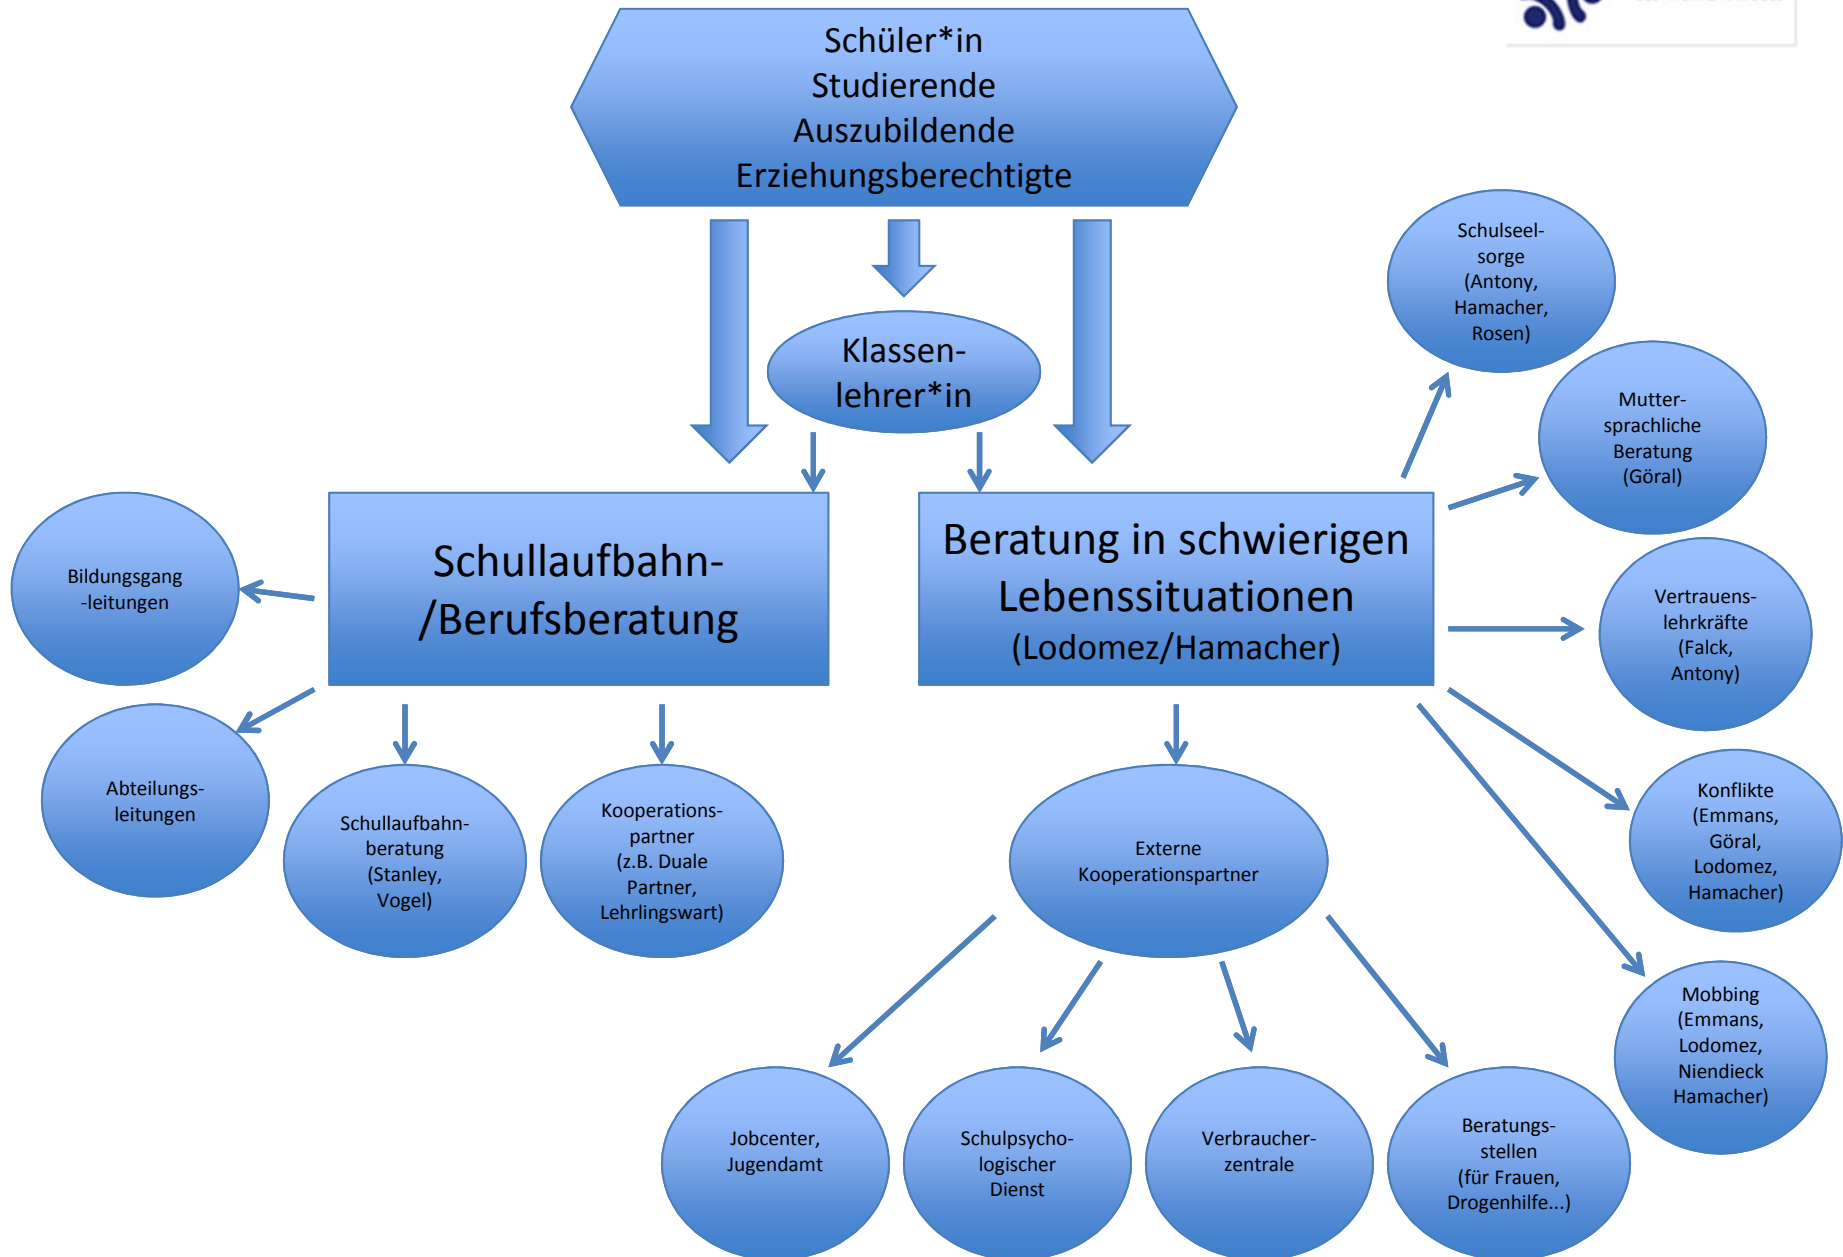 Schüler*in
Studierende
Auszubildende
Erziehungsberechtigte
Klassen-
lehrer*in
Schullaufbahn-
/Berufsberatung
Beratung in schwierigen
Lebenssituationen
(Lodomez/Hamacher)
Schulseel-
sorge
(Antony,
Hamacher,
Rosen)
Mutter-
sprachliche
Beratung
(Göral)
Vertrauens-
lehrkräfte
(Falck,
Antony)
Konflikte
(Emmans,
Göral,
Lodomez,
Hamacher)
Mobbing
(Emmans,
Lodomez,
Niendieck
Hamacher)
Bildungsgang
-leitungen
Abteilungs-
leitungen
Schullaufbahn-
beratung
(Stanley,
Vogel)
Kooperations-
partner
(z.B. Duale
Partner,
Lehrlingswart)
Externe
Kooperationspartner
Jobcenter,
Jugendamt
Schulpsycho-
logischer
Dienst
Verbraucher-
zentrale
Beratungs-
stellen
(für Frauen,
Drogenhilfe...)